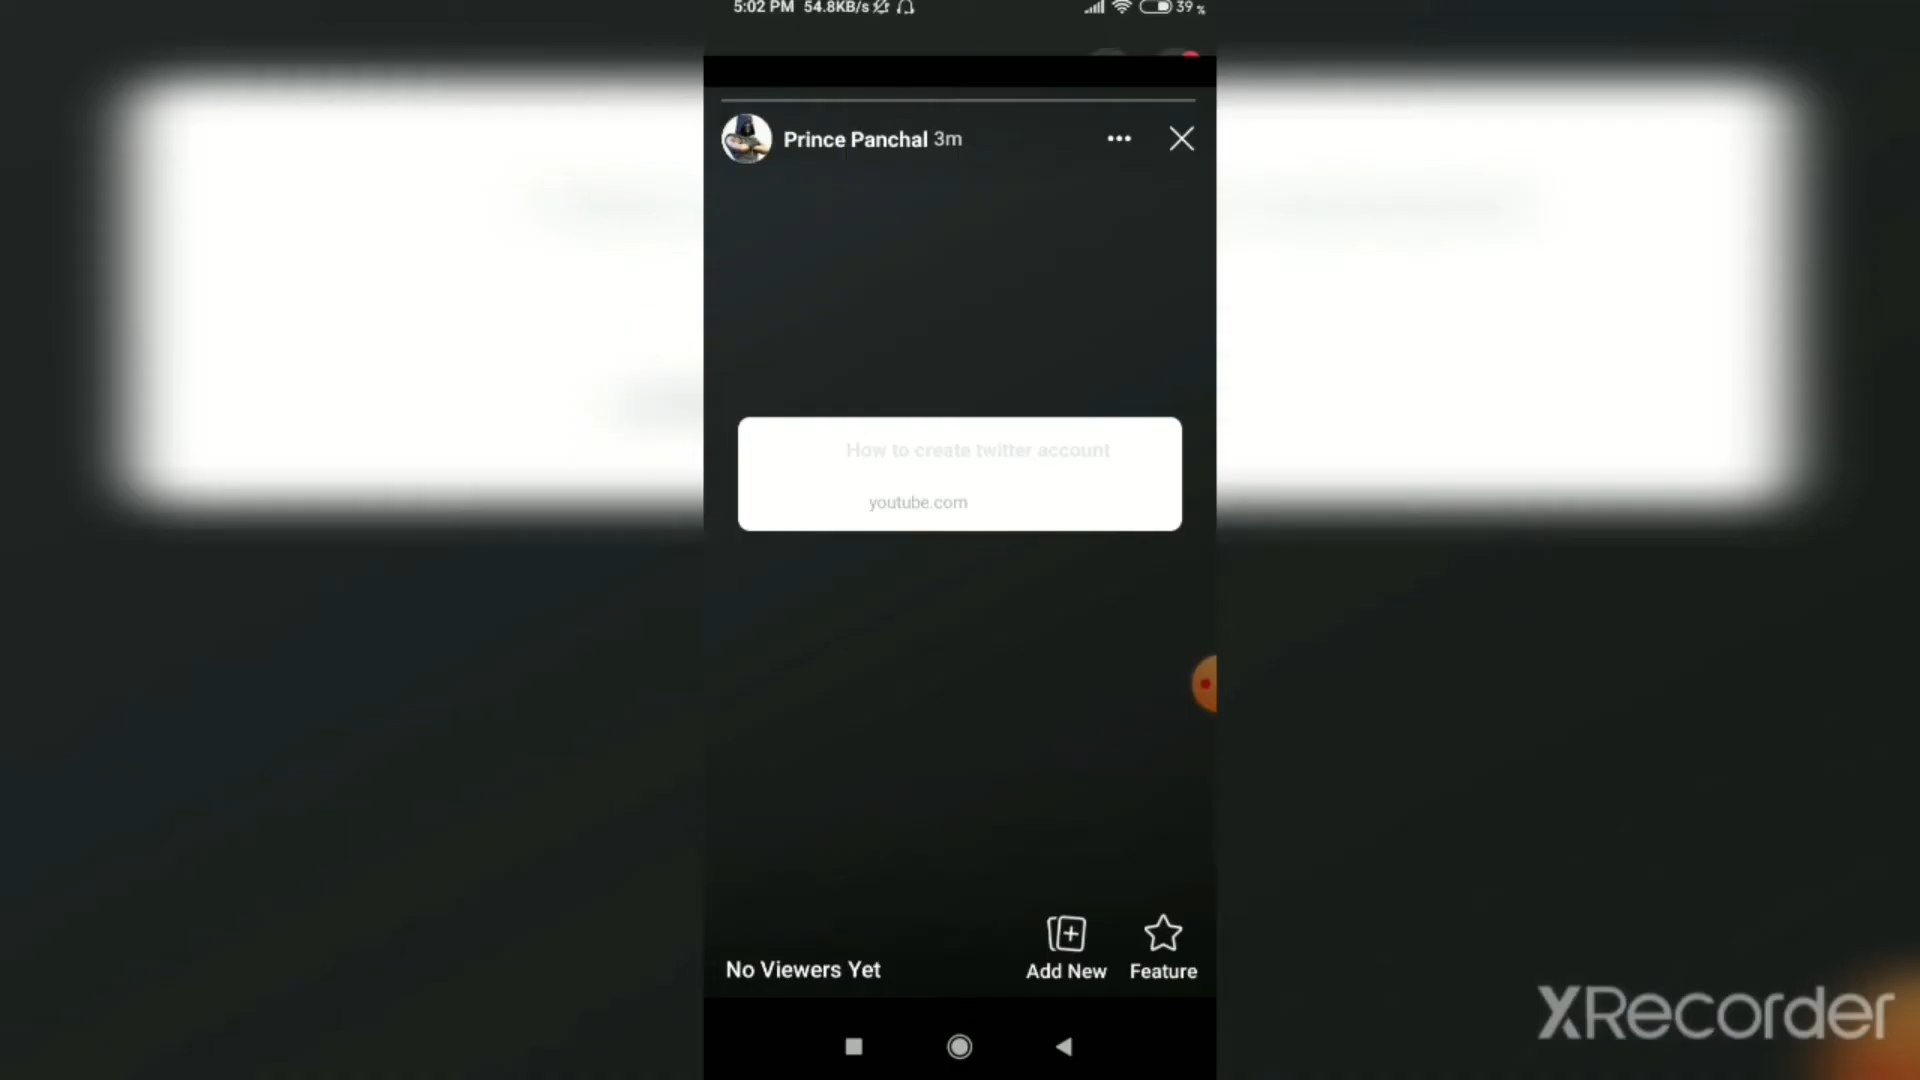 5:02 PM 54.8KB/s 39 %
Prince Panchal 3m
How to create twitter account
youtube.com
No Viewers Yet
Add New
Feature
XRecorder